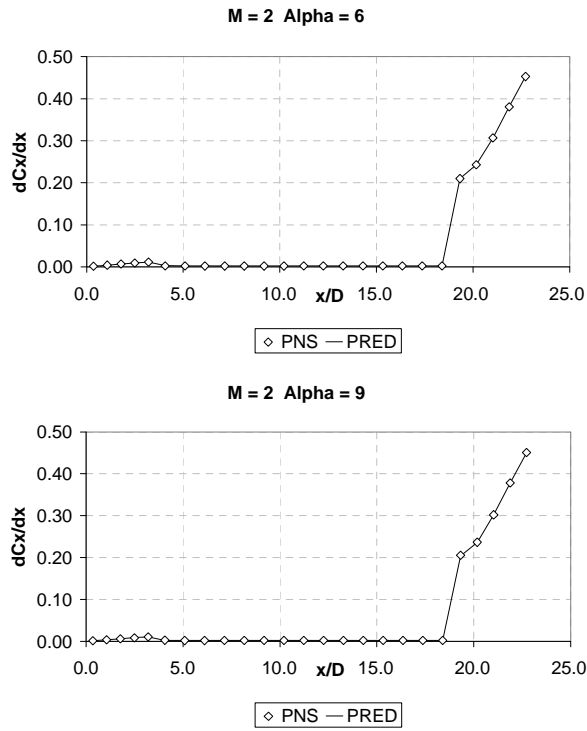 M = 2 Alpha = 6
0.50
0.40
0.30
0.20
0.10
0.00
dCx/dx
0.0 5.0 10.0 15.0 20.0 25.0
x/D
◇ PNS — PRED
M = 2 Alpha = 9
0.50
0.40
0.30
0.20
0.10
0.00
dCx/dx
0.0 5.0 10.0 15.0 20.0 25.0
x/D
◇ PNS — PRED